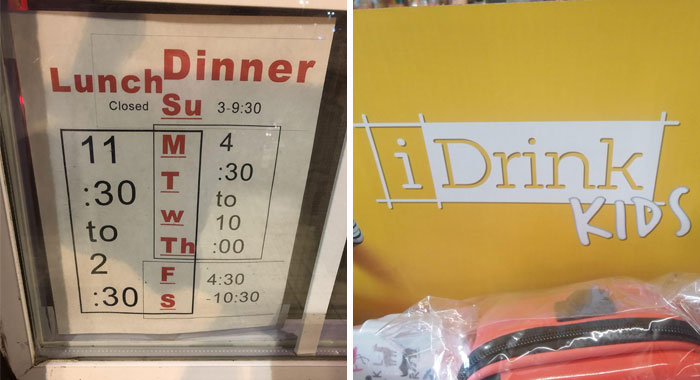 Lunch Dinner
Closed Su 3-9:30
11
:30
to
2
:30
M
T
w
Th
F
S
4
:30
to
10
:00
4:30
-10:30
i Drink
KIDS